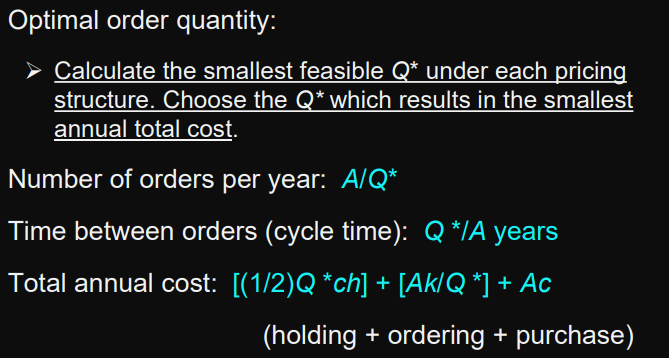 Optimal order quantity:
➢ Calculate the smallest feasible Q* under each pricing
structure. Choose the Q* which results in the smallest
annual total cost.
Number of orders per year: A/Q*
Time between orders (cycle time): Q */A years
Total annual cost: [(1/2)Q *ch] + [Ak/Q *] + Ac
(holding + ordering + purchase)